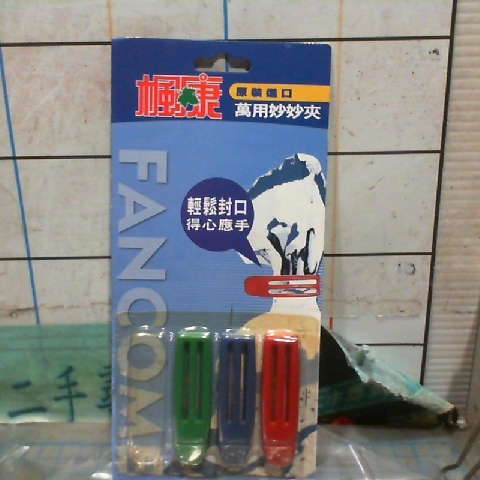 楓康
原裝進口
萬用妙妙夾
輕鬆封口
得心應手
FANCOM
二手